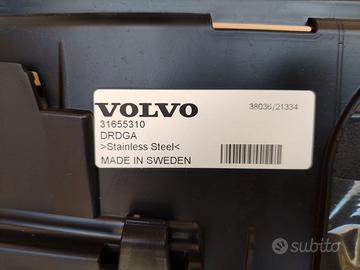 VOLVO
38036/21334
31655310
DRDGA
>Stainless Steel<
MADE IN SWEDEN
subito